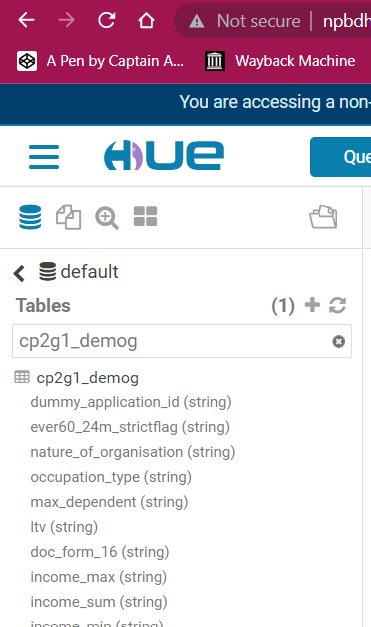 Not secure | npbdh
A Pen by Captain A...
Wayback Machine
You are accessing a non-
HUE
Que
default
Tables (1)
cp2g1_demog
cp2g1_demog
dummy_application_id (string)
ever60_24m_strictflag (string)
nature_of_organisation (string)
occupation_type (string)
max_dependent (string)
ltv (string)
doc_form_16 (string)
income_max (string)
income_sum (string)
income_min (string)